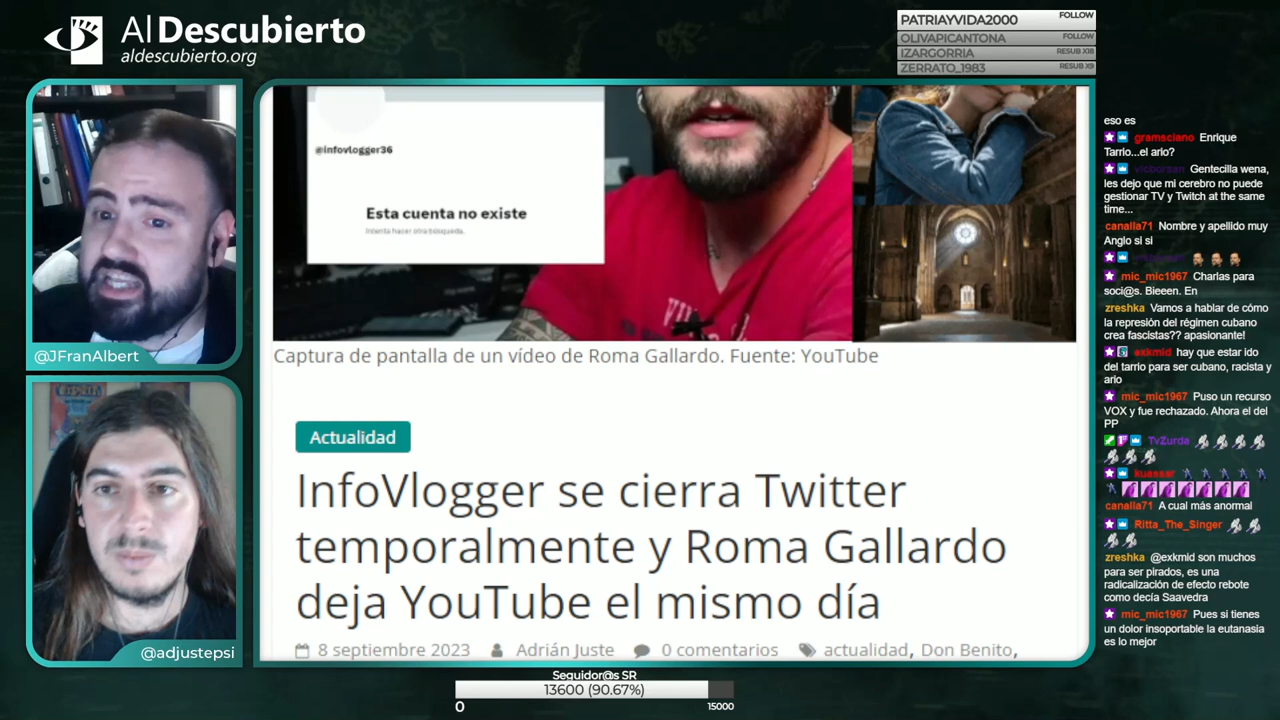 Al Descubierto
aldescubierto.org
PATRIAYVIDA2000 FOLLOW
OLIVAPICANTONA FOLLOW
IZARGORRIA RESUB X18
ZERRATO_1983 RESUB X9
@JFranAlbert
@adjustepsi
@infovlogger36
Esta cuenta no existe
Intenta hacer otra búsqueda.
Captura de pantalla de un vídeo de Roma Gallardo. Fuente: YouTube
Actualidad
InfoVlogger se cierra Twitter
temporalmente y Roma Gallardo
deja YouTube el mismo día
8 septiembre 2023 Adrián Juste 0 comentarios actualidad, Don Benito,
eso es
gramsciano Enrique
Tarrio...el ario?
Gentecilla wena,
les dejo que mi cerebro no puede
gestionar TV y Twitch at the same
time...
canalla71 Nombre y apellido muy
Anglo si si
mic_mic1967 Charlas para
soci@s. Bieeen. En
zreshka Vamos a hablar de cómo
la represión del régimen cubano
crea fascistas?? apasionante!
exkmid hay que estar ido
del tarrio para ser cubano, racista y
ario
mic_mic1967 Puso un recurso
VOX y fue rechazado. Ahora el del
PP
TvZurda
kuassar
canalla71 A cual más anormal
Ritta_The_Singer
zreshka @exkmid son muchos
para ser pirados, es una
radicalización de efecto rebote
como decía Saavedra
mic_mic1967 Pues si tienes
un dolor insoportable la eutanasia
es lo mejor
Seguidor@s SR
13600 (90.67%)
0 15000